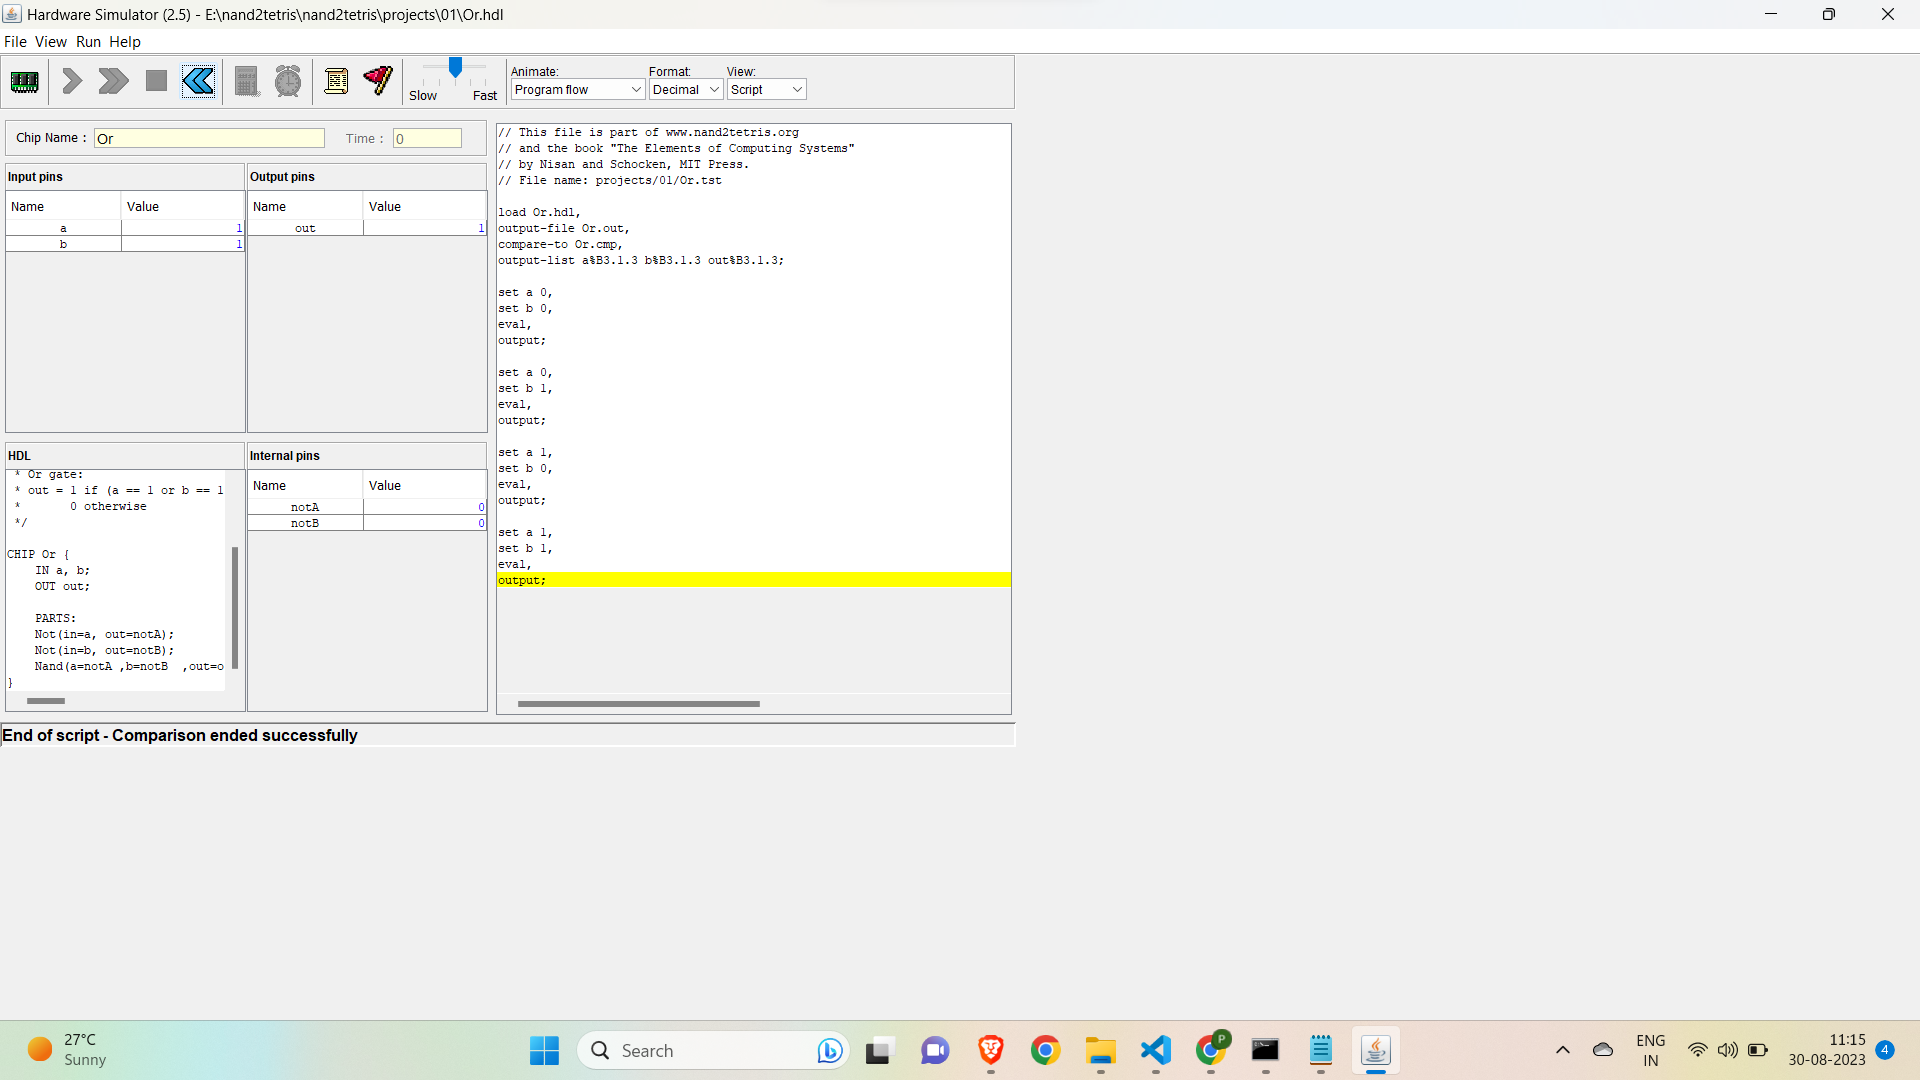 Hardware Simulator (2.5) - E:\nand2tetris\nand2tetris\projects\01\Or.hdl
File View Run Help
Slow Fast
Animate: Format: View:
Program flow Decimal Script
Chip Name : Or Time : 0
Input pins
Name Value
a 1
b 1
Output pins
Name Value
out 1
HDL
* Or gate:
* out = 1 if (a == 1 or b == 1
* 0 otherwise
*/
CHIP Or {
IN a, b;
OUT out;
PARTS:
Not(in=a, out=notA);
Not(in=b, out=notB);
Nand(a=notA ,b=notB ,out=o
}
Internal pins
Name Value
notA 0
notB 0
// This file is part of www.nand2tetris.org
// and the book "The Elements of Computing Systems"
// by Nisan and Schocken, MIT Press.
// File name: projects/01/Or.tst
load Or.hdl,
output-file Or.out,
compare-to Or.cmp,
output-list a%B3.1.3 b%B3.1.3 out%B3.1.3;
set a 0,
set b 0,
eval,
output;
set a 0,
set b 1,
eval,
output;
set a 1,
set b 0,
eval,
output;
set a 1,
set b 1,
eval,
output;
End of script - Comparison ended successfully
27°C
Sunny
Search
P
ENG
IN
11:15
30-08-2023
4